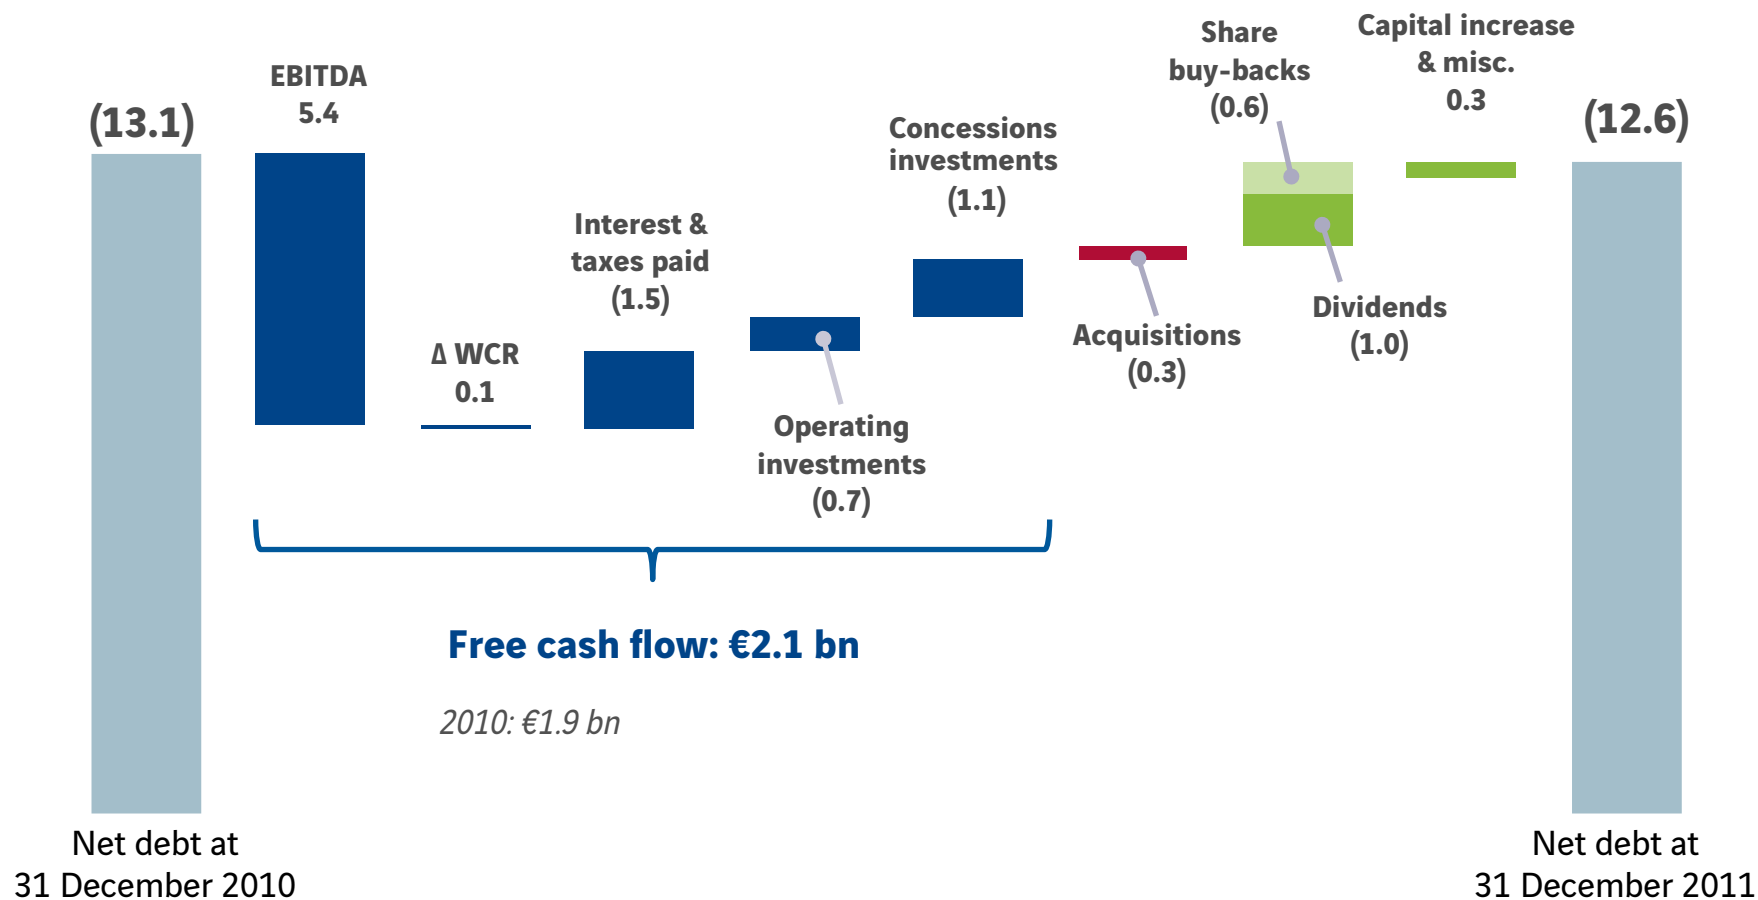 (13.1)
EBITDA
5.4
Δ WCR
0.1
Interest &
taxes paid
(1.5)
Operating
investments
(0.7)
Concessions
investments
(1.1)
Acquisitions
(0.3)
Share
buy-backs
(0.6)
Dividends
(1.0)
Capital increase
& misc.
0.3
(12.6)
Free cash flow: €2.1 bn
2010: €1.9 bn
Net debt at
31 December 2010
Net debt at
31 December 2011